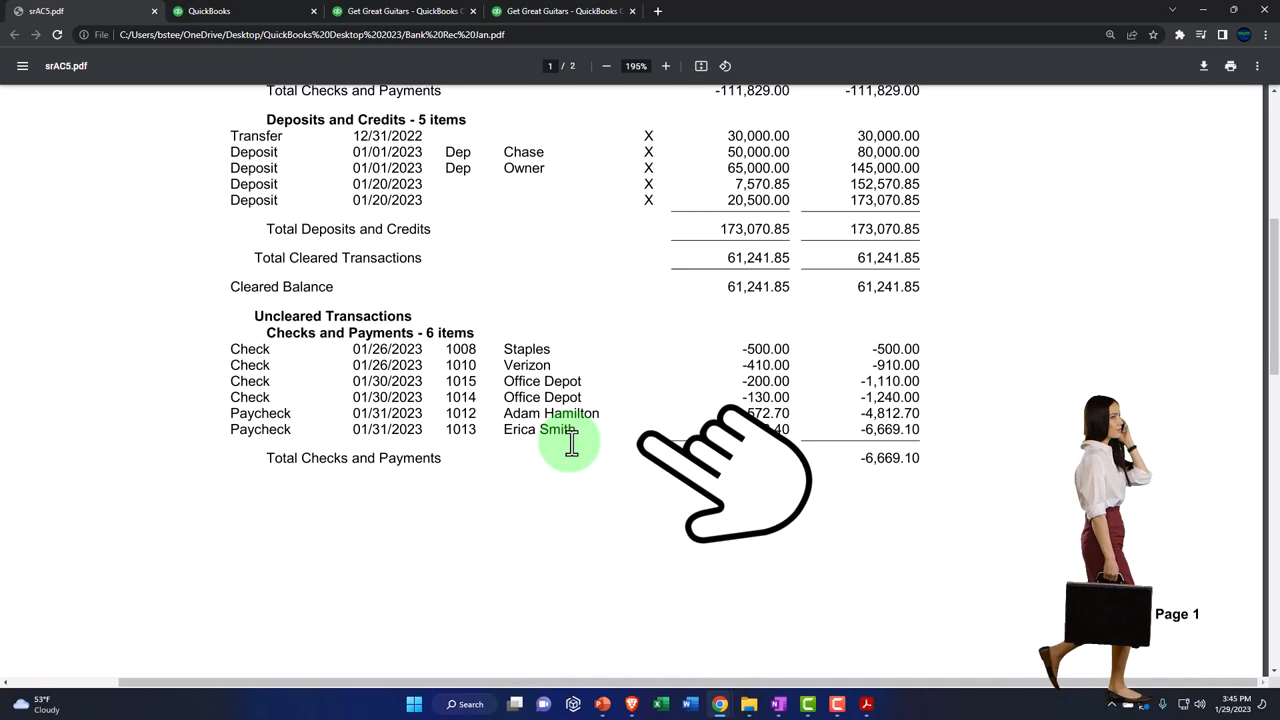 srAC5.pdf
QuickBooks
Get Great Guitars - QuickBooks
Get Great Guitars - QuickBooks
File C:/Users/bstee/OneDrive/Desktop/QuickBooks%20Desktop%202023/Bank%20Rec%20Jan.pdf
srAC5.pdf 1 / 2 195%
Total Checks and Payments -111,829.00 -111,829.00
Deposits and Credits - 5 items
Transfer 12/31/2022 X 30,000.00 30,000.00
Deposit 01/01/2023 Dep Chase X 50,000.00 80,000.00
Deposit 01/01/2023 Dep Owner X 65,000.00 145,000.00
Deposit 01/20/2023 X 7,570.85 152,570.85
Deposit 01/20/2023 X 20,500.00 173,070.85
Total Deposits and Credits 173,070.85 173,070.85
Total Cleared Transactions 61,241.85 61,241.85
Cleared Balance 61,241.85 61,241.85
Uncleared Transactions
Checks and Payments - 6 items
Check 01/26/2023 1008 Staples -500.00 -500.00
Check 01/26/2023 1010 Verizon -410.00 -910.00
Check 01/30/2023 1015 Office Depot -200.00 -1,110.00
Check 01/30/2023 1014 Office Depot -130.00 -1,240.00
Paycheck 01/31/2023 1012 Adam Hamilton -4,812.70
Paycheck 01/31/2023 1013 Erica Smith -6,669.10
Total Checks and Payments -6,669.10
Page 1
53°F
Cloudy
Search
3:45 PM
1/29/2023